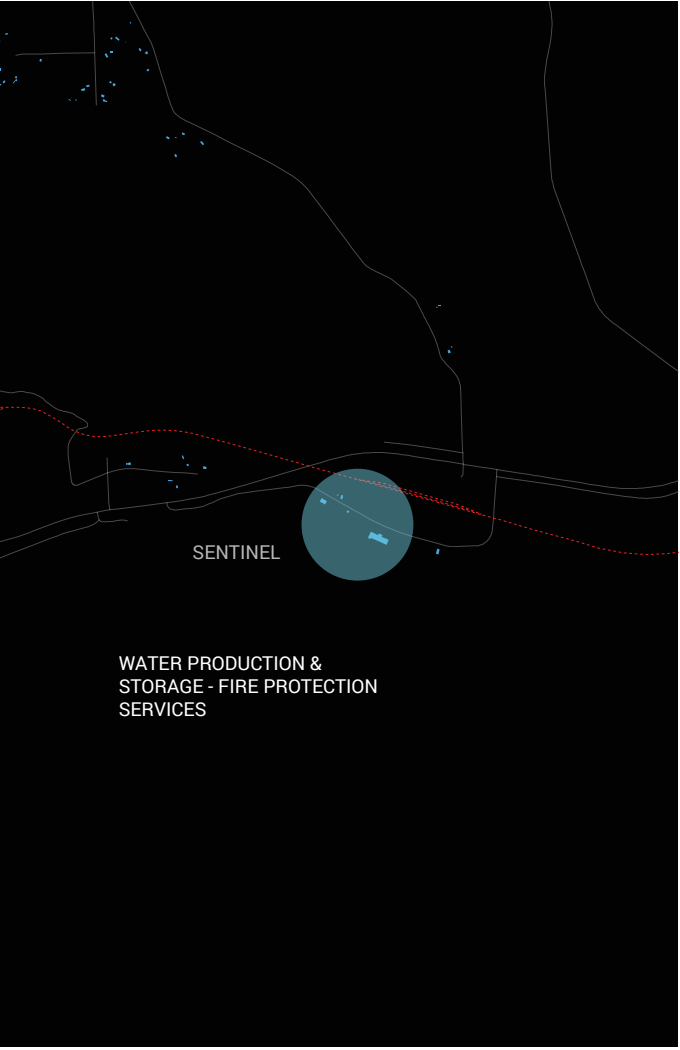 SENTINEL
WATER PRODUCTION &
STORAGE - FIRE PROTECTION
SERVICES